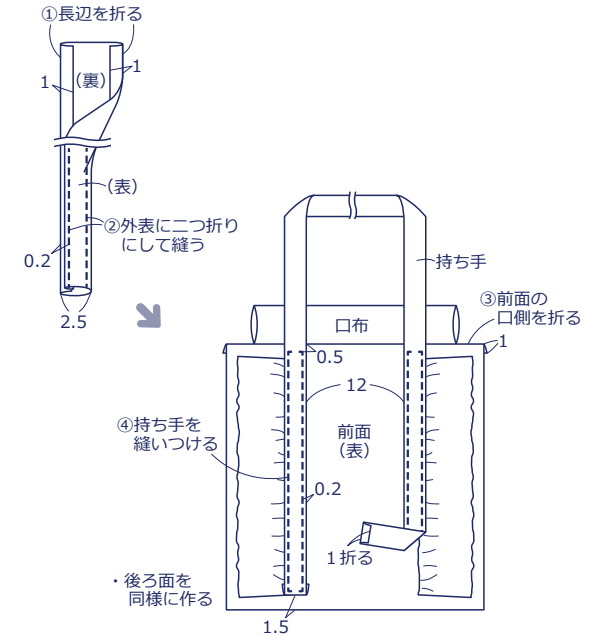 ①長辺を折る
1
(裏)
1
(表)
②外表に二つ折り
にして縫う
0.2
2.5
持ち手
③前面の
口側を折る
口布
1
0.5
12
④持ち手を
縫いつける
前面
(表)
0.2
1折る
・後ろ面を
同様に作る
1.5